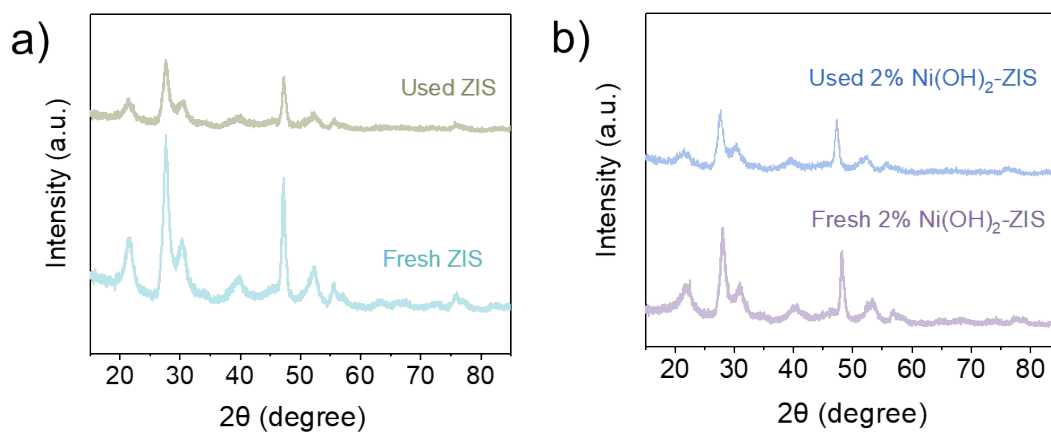 a)
Intensity (a.u.)
Used ZIS
Fresh ZIS
20 30 40 50 60 70 80
2θ (degree)
b)
Intensity (a.u.)
Used 2% Ni(OH)₂-ZIS
Fresh 2% Ni(OH)₂-ZIS
20 30 40 50 60 70 80
2θ (degree)